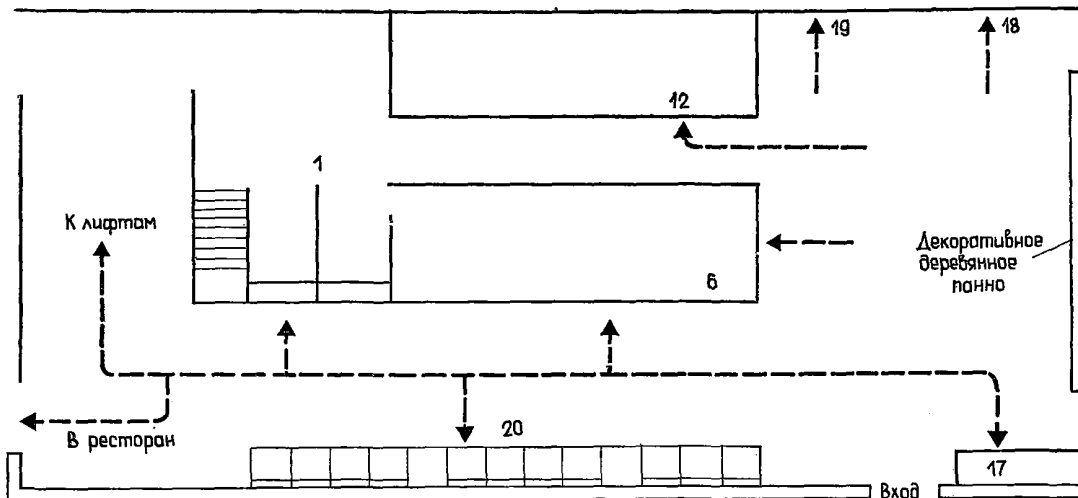 19
18
12
1
К лифтам
Декоративное
деревянное
панно
6
В ресторан
20
17
Вход